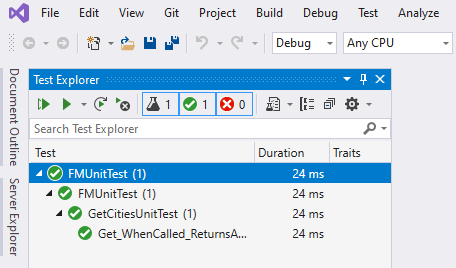 File Edit View Git Project Build Debug Test Analyze
Debug Any CPU
Document Outline
Server Explorer
Test Explorer
1 1 0
Search Test Explorer
Test Duration Traits
FMUnitTest (1) 24 ms
FMUnitTest (1) 24 ms
GetCitiesUnitTest (1) 24 ms
Get_WhenCalled_ReturnsA... 24 ms